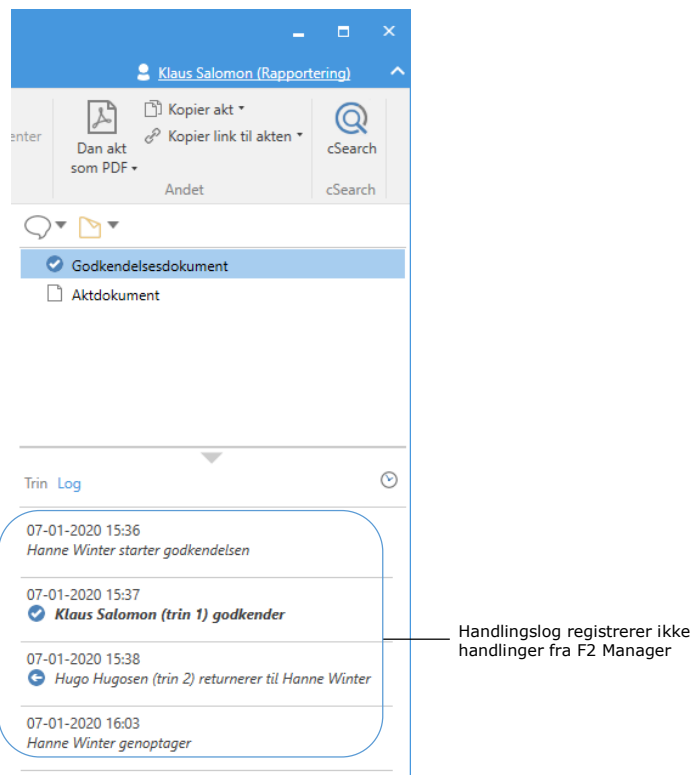 Klaus Salomon (Rapportering)
enter
Dan akt
som PDF
Kopier akt
Kopier link til akten
Andet
cSearch
cSearch
Godkendelsesdokument
Aktdokument
Trin Log
07-01-2020 15:36
Hanne Winter starter godkendelsen
07-01-2020 15:37
Klaus Salomon (trin 1) godkender
07-01-2020 15:38
Hugo Hugosen (trin 2) returnerer til Hanne Winter
07-01-2020 16:03
Hanne Winter genoptager
Handlingslog registrerer ikke
handlinger fra F2 Manager